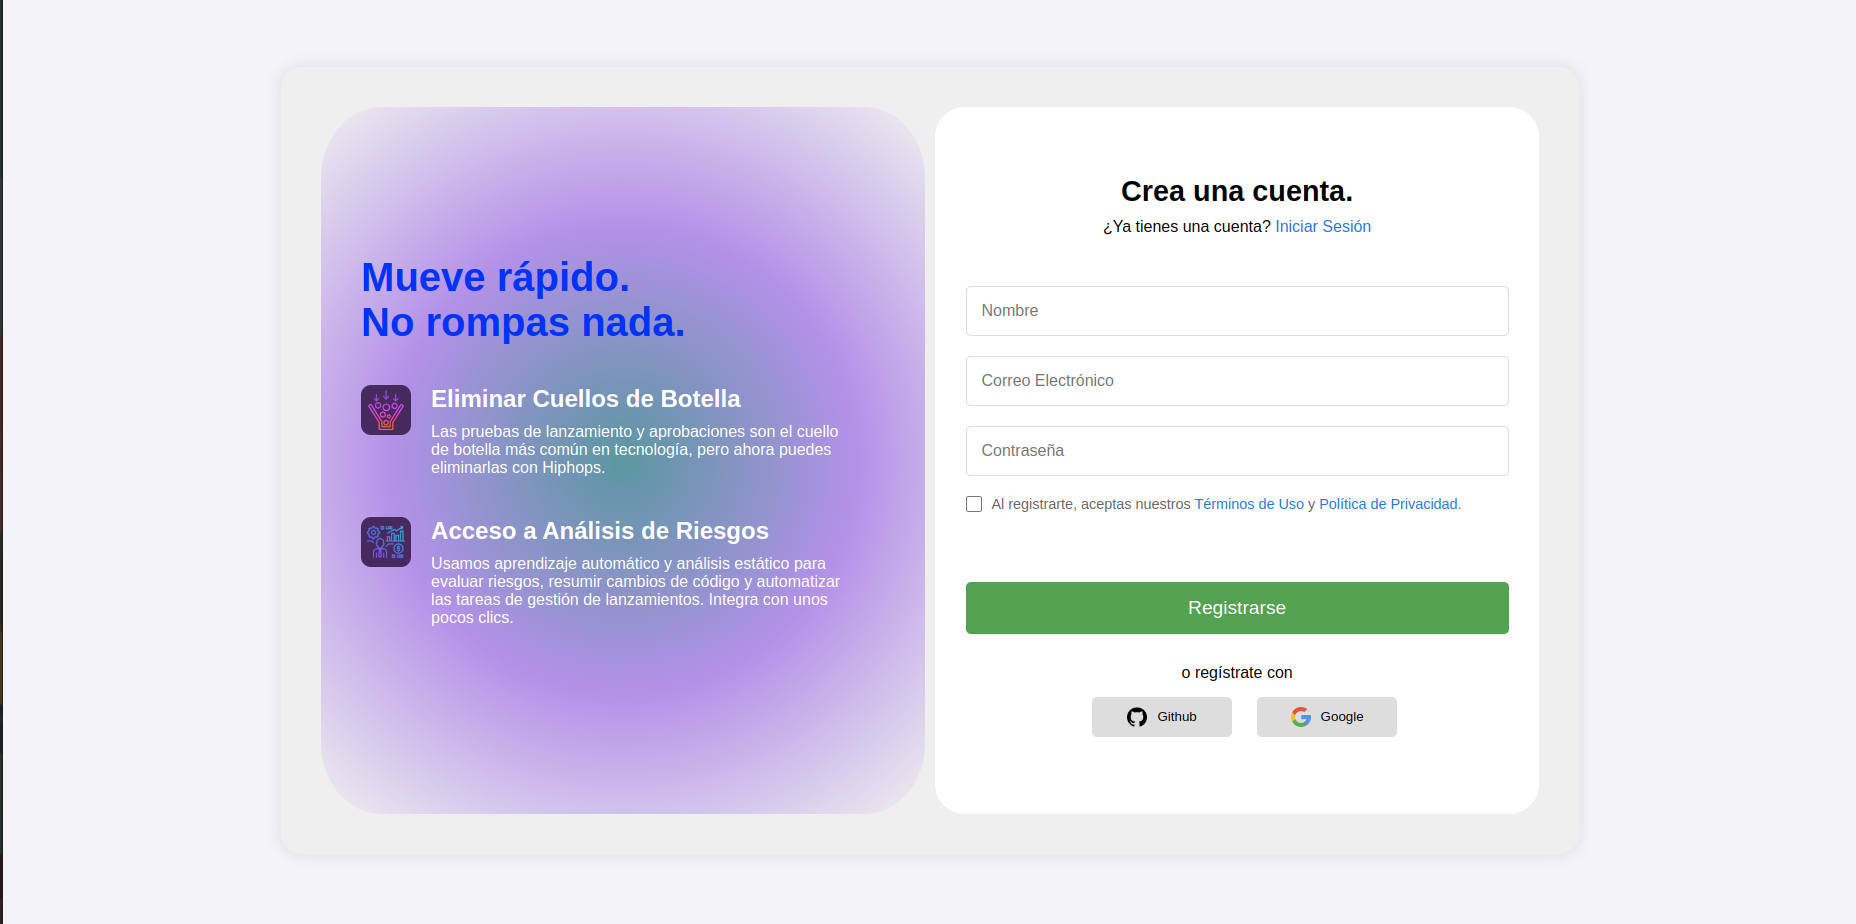 Mueve rápido.
No rompas nada.
Eliminar Cuellos de Botella
Las pruebas de lanzamiento y aprobaciones son el cuello
de botella más común en tecnología, pero ahora puedes
eliminarlas con Hiphops.
Acceso a Análisis de Riesgos
Usamos aprendizaje automático y análisis estático para
evaluar riesgos, resumir cambios de código y automatizar
las tareas de gestión de lanzamientos. Integra con unos
pocos clics.
Crea una cuenta.
¿Ya tienes una cuenta? Iniciar Sesión
Nombre
Correo Electrónico
Contraseña
Al registrarte, aceptas nuestros Términos de Uso y Política de Privacidad.
Registrarse
o regístrate con
Github
Google